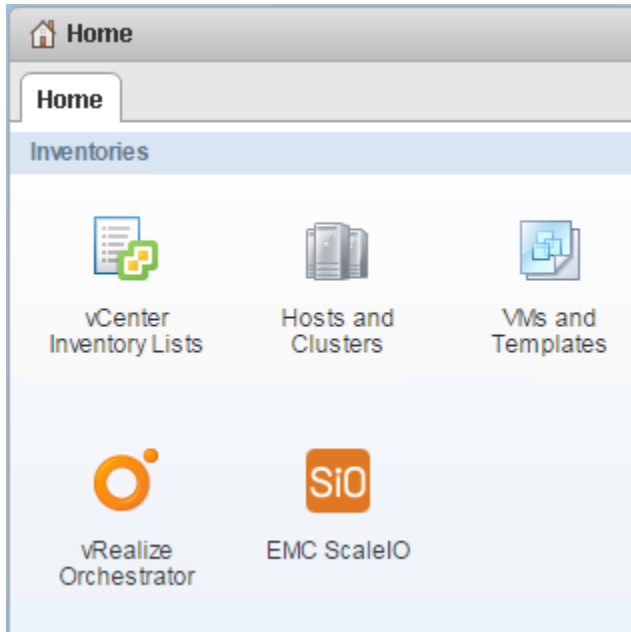 Home
Home
Inventories
vCenter
Inventory Lists
Hosts and
Clusters
VMs and
Templates
vRealize
Orchestrator
SiO
EMC ScaleIO